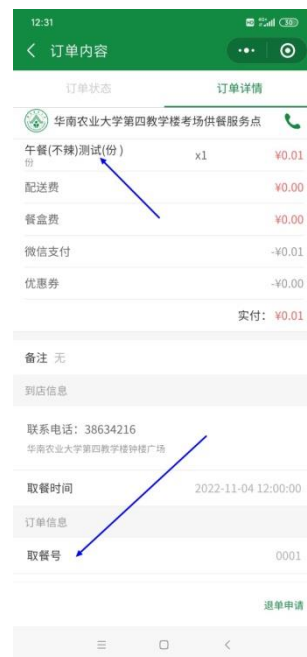 12:31
30
订单内容
订单状态 订单详情
华南农业大学第四教学楼考场供餐服务点
午餐(不辣)测试(份 ) x1 ¥0.01
份
配送费 ¥0.00
餐盒费 ¥0.00
微信支付 -¥0.01
优惠券 -¥0.00
实付： ¥0.01
备注 无
到店信息
联系电话：38634216
华南农业大学第四教学楼钟楼广场
取餐时间 2022-11-04 12:00:00
订单信息
取餐号 0001
退单申请